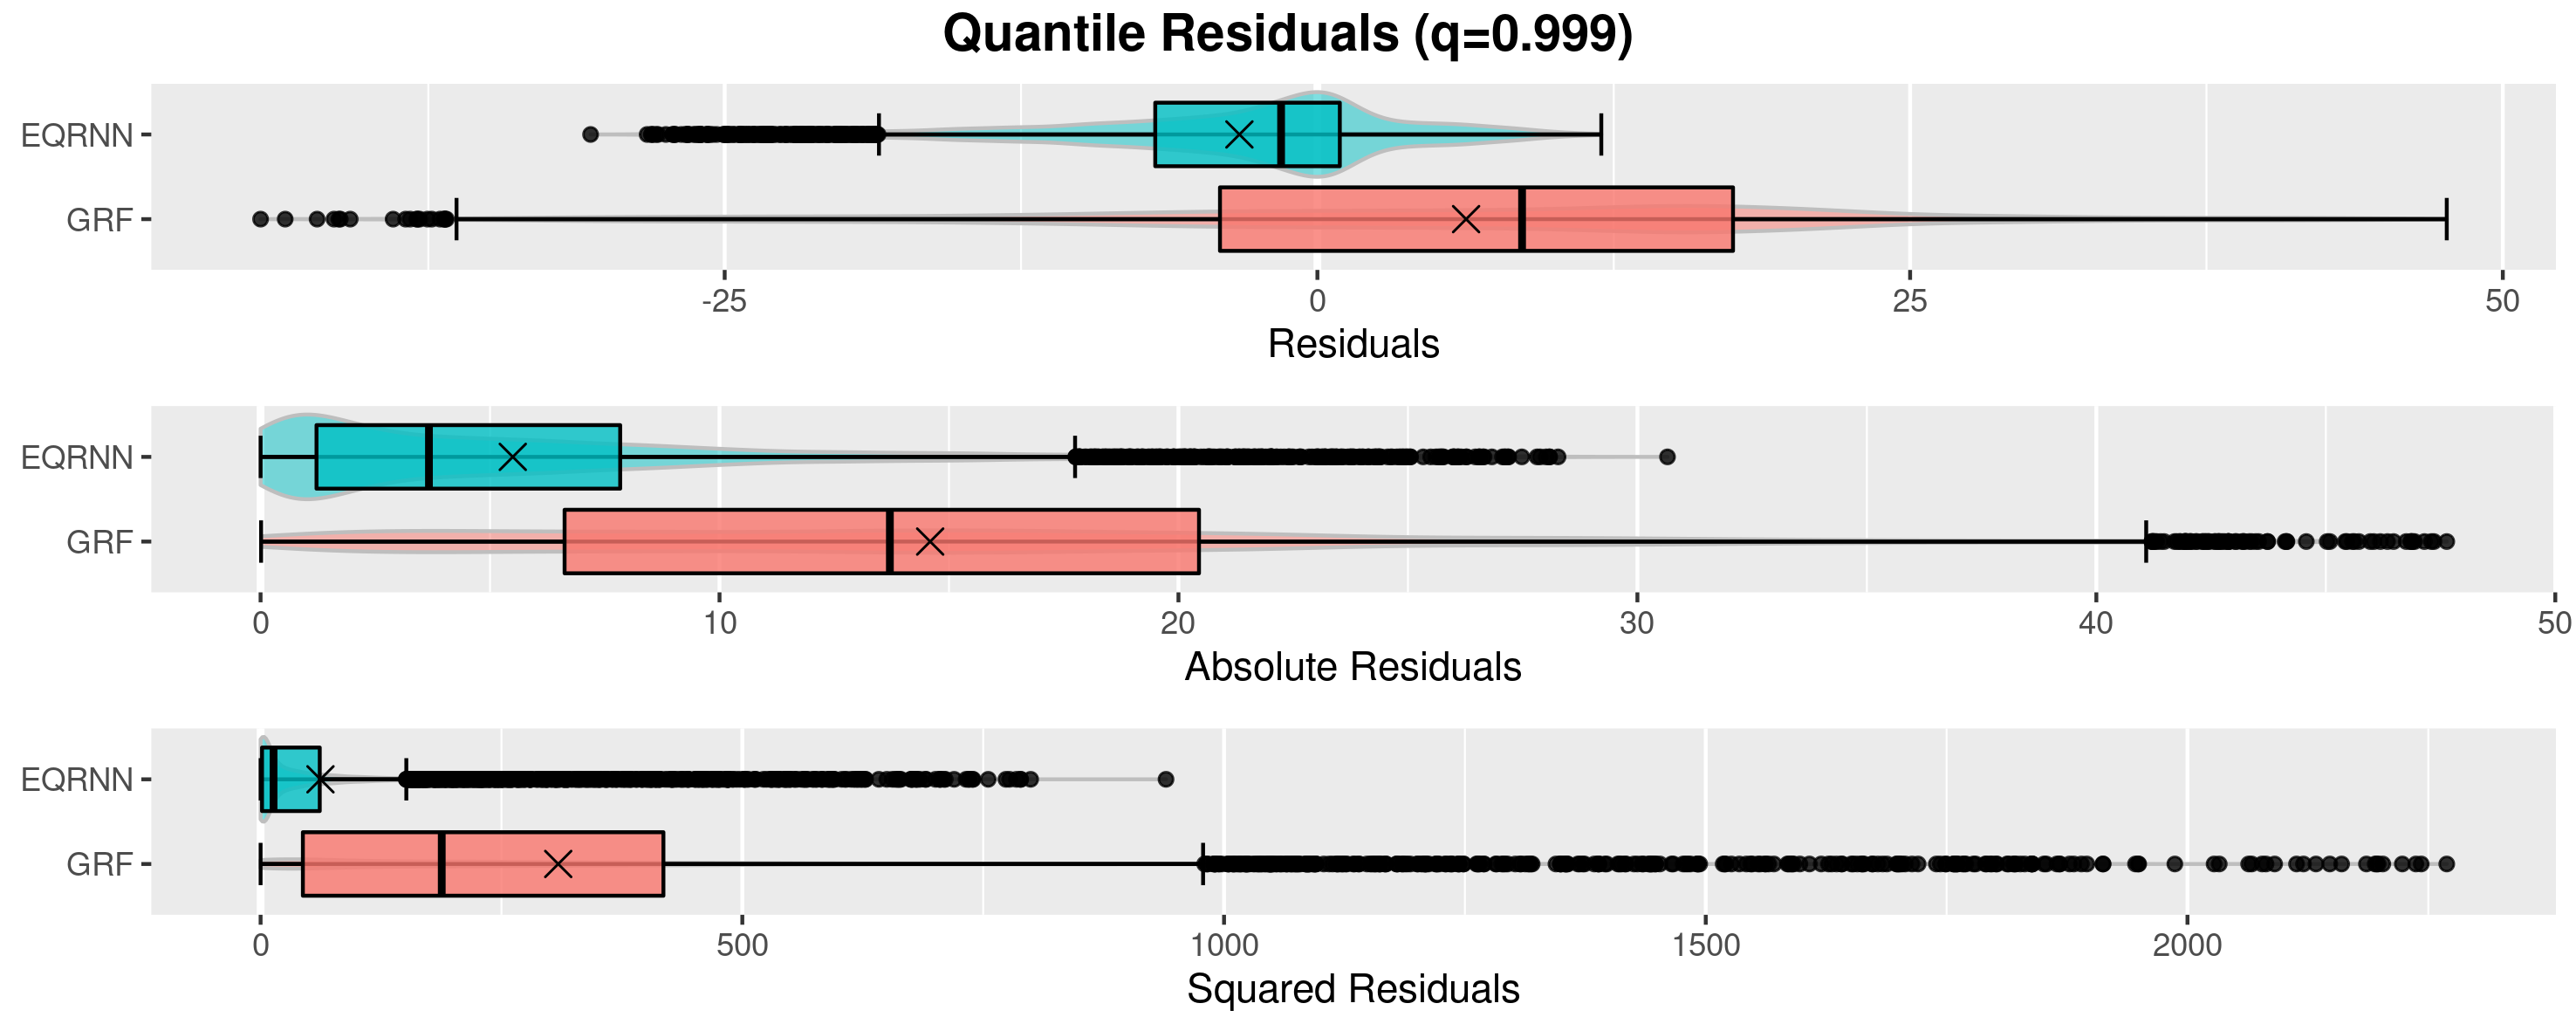 Quantile Residuals (q=0.999)
EQRNN
GRF
-25 0 25 50
Residuals
EQRNN
GRF
0 10 20 30 40 50
Absolute Residuals
EQRNN
GRF
0 500 1000 1500 2000
Squared Residuals